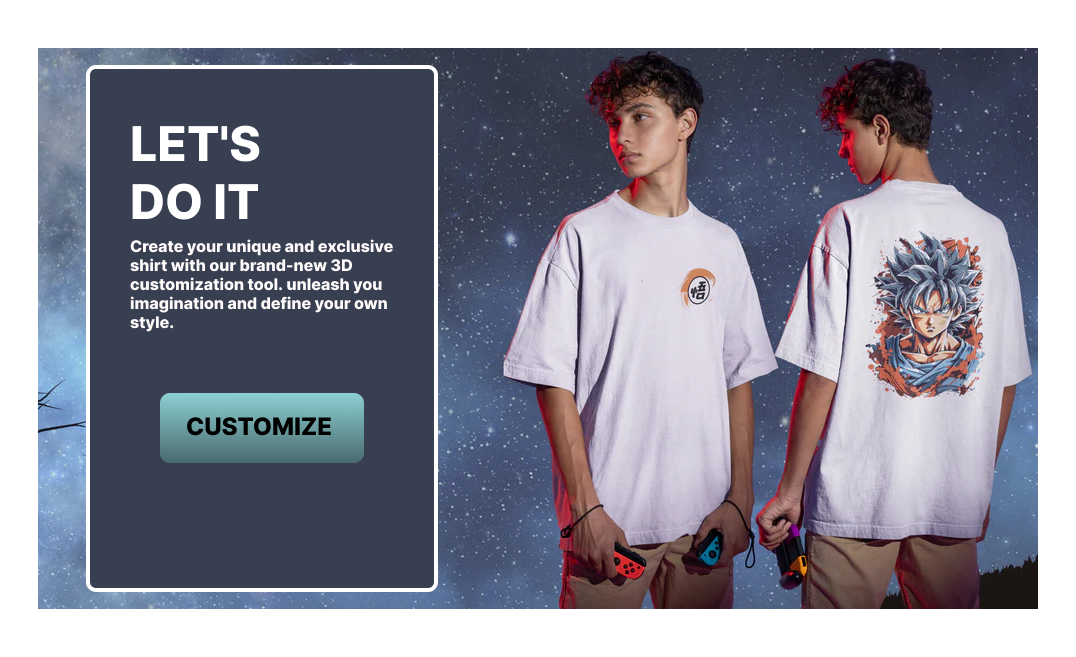 LET'S
DO IT
Create your unique and exclusive
shirt with our brand-new 3D
customization tool. unleash you
imagination and define your own
style.
CUSTOMIZE
悟